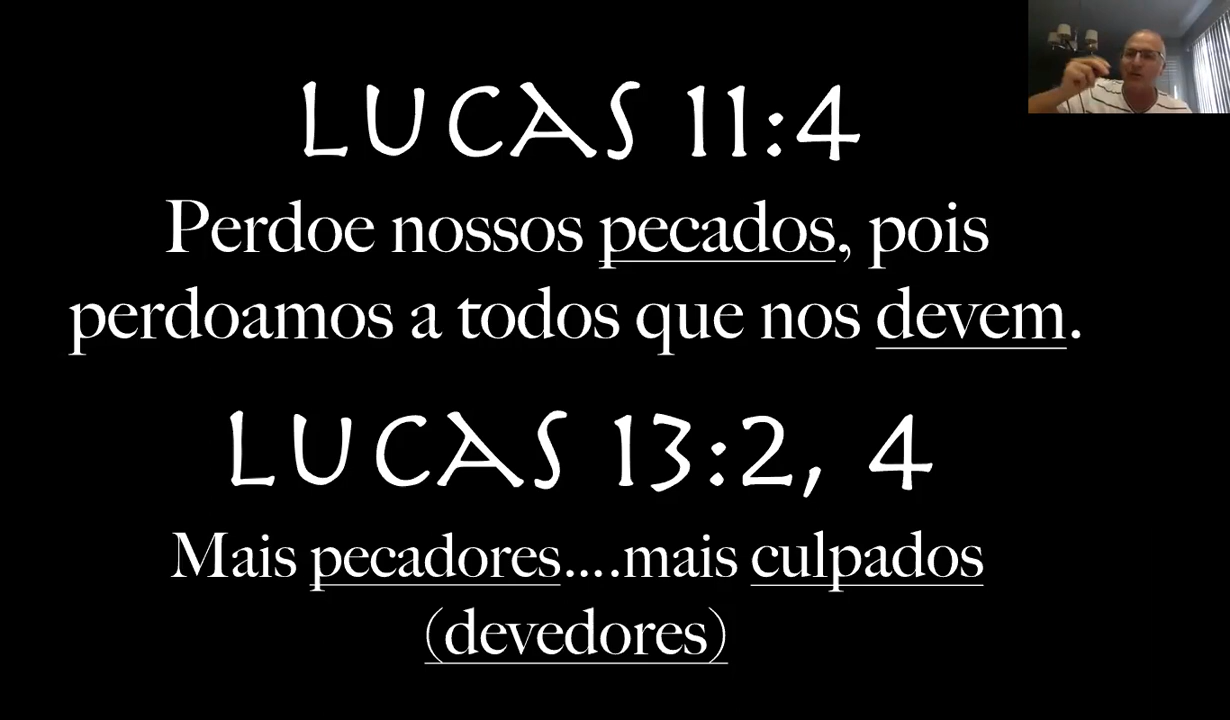 LUCAS 11:4
Perdoe nossos pecados, pois
perdoamos a todos que nos devem.
LUCAS 13:2, 4
Mais pecadores....mais culpados
(devedores)